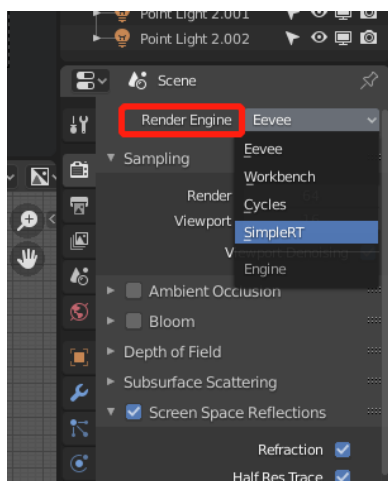 Point Light 2.001
Point Light 2.002
Scene
Render Engine Eevee
Sampling
Eevee
Workbench
Render
Cycles
Viewport
SimpleRT
V
Engine
Ambient Occlusion
Bloom
Depth of Field
Subsurface Scattering
Screen Space Reflections
Refraction
Half Res Trace